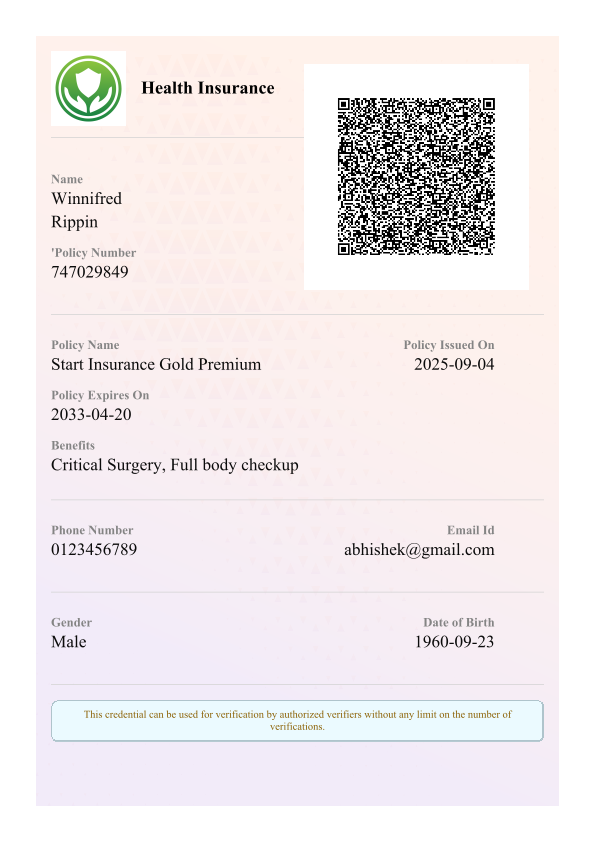 Health Insurance
Name
Winnifred
Rippin
'Policy Number
747029849
Policy Name
Start Insurance Gold Premium
Policy Issued On
2025-09-04
Policy Expires On
2033-04-20
Benefits
Critical Surgery, Full body checkup
Phone Number
0123456789
Email Id
abhishek@gmail.com
Gender
Male
Date of Birth
1960-09-23
This credential can be used for verification by authorized verifiers without any limit on the number of
verifications.